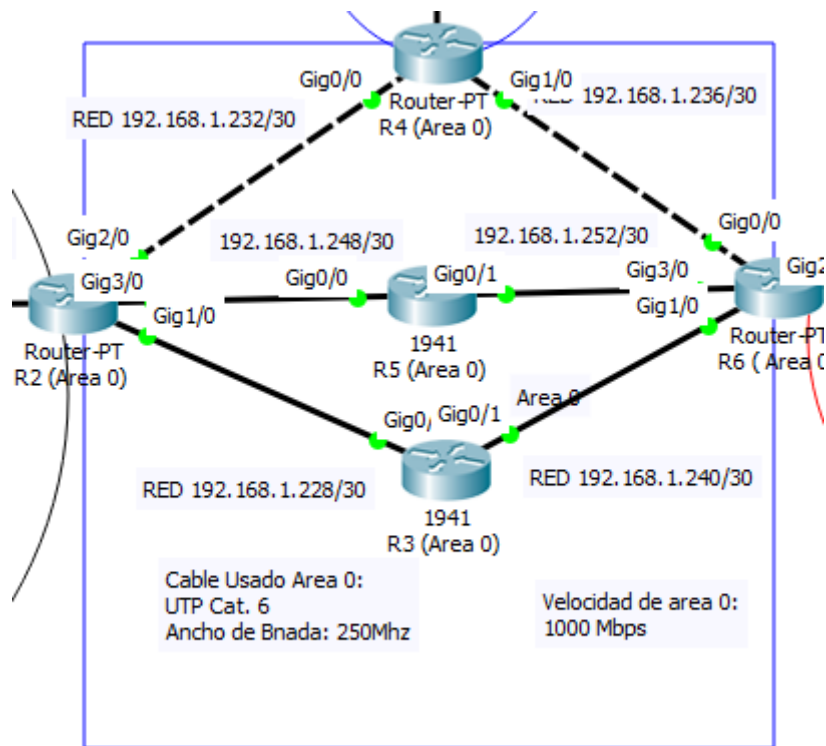 Gig0/0
Gig1/0
Router-PT
R4 (Area 0)
RED 192.168.1.232/30
192.168.1.236/30
Gig2/0
192.168.1.248/30
192.168.1.252/30
Gig0/0
Gig3/0
Gig0/0
Gig0/1
Gig3/0
Gig2
Gig1/0
Gig1/0
Router-PT
R2 (Area 0)
1941
R5 (Area 0)
Router-PT
R6 ( Area 0
Gig0/
Gig0/1
Area 0
RED 192.168.1.228/30
RED 192.168.1.240/30
1941
R3 (Area 0)
Cable Usado Area 0:
UTP Cat. 6
Ancho de Bnada: 250Mhz
Velocidad de area 0:
1000 Mbps